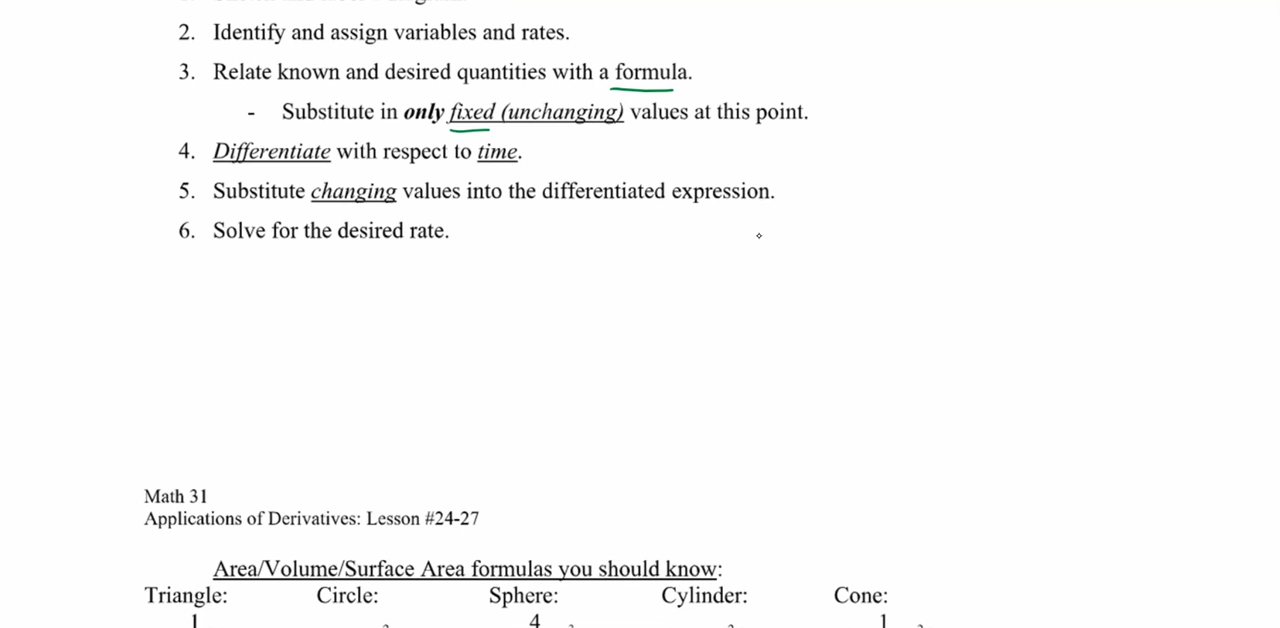 2. Identify and assign variables and rates.
3. Relate known and desired quantities with a formula.
- Substitute in only fixed (unchanging) values at this point.
4. Differentiate with respect to time.
5. Substitute changing values into the differentiated expression.
6. Solve for the desired rate.
Math 31
Applications of Derivatives: Lesson #24-27
Area/Volume/Surface Area formulas you should know:
Triangle: Circle: Sphere: Cylinder: Cone: